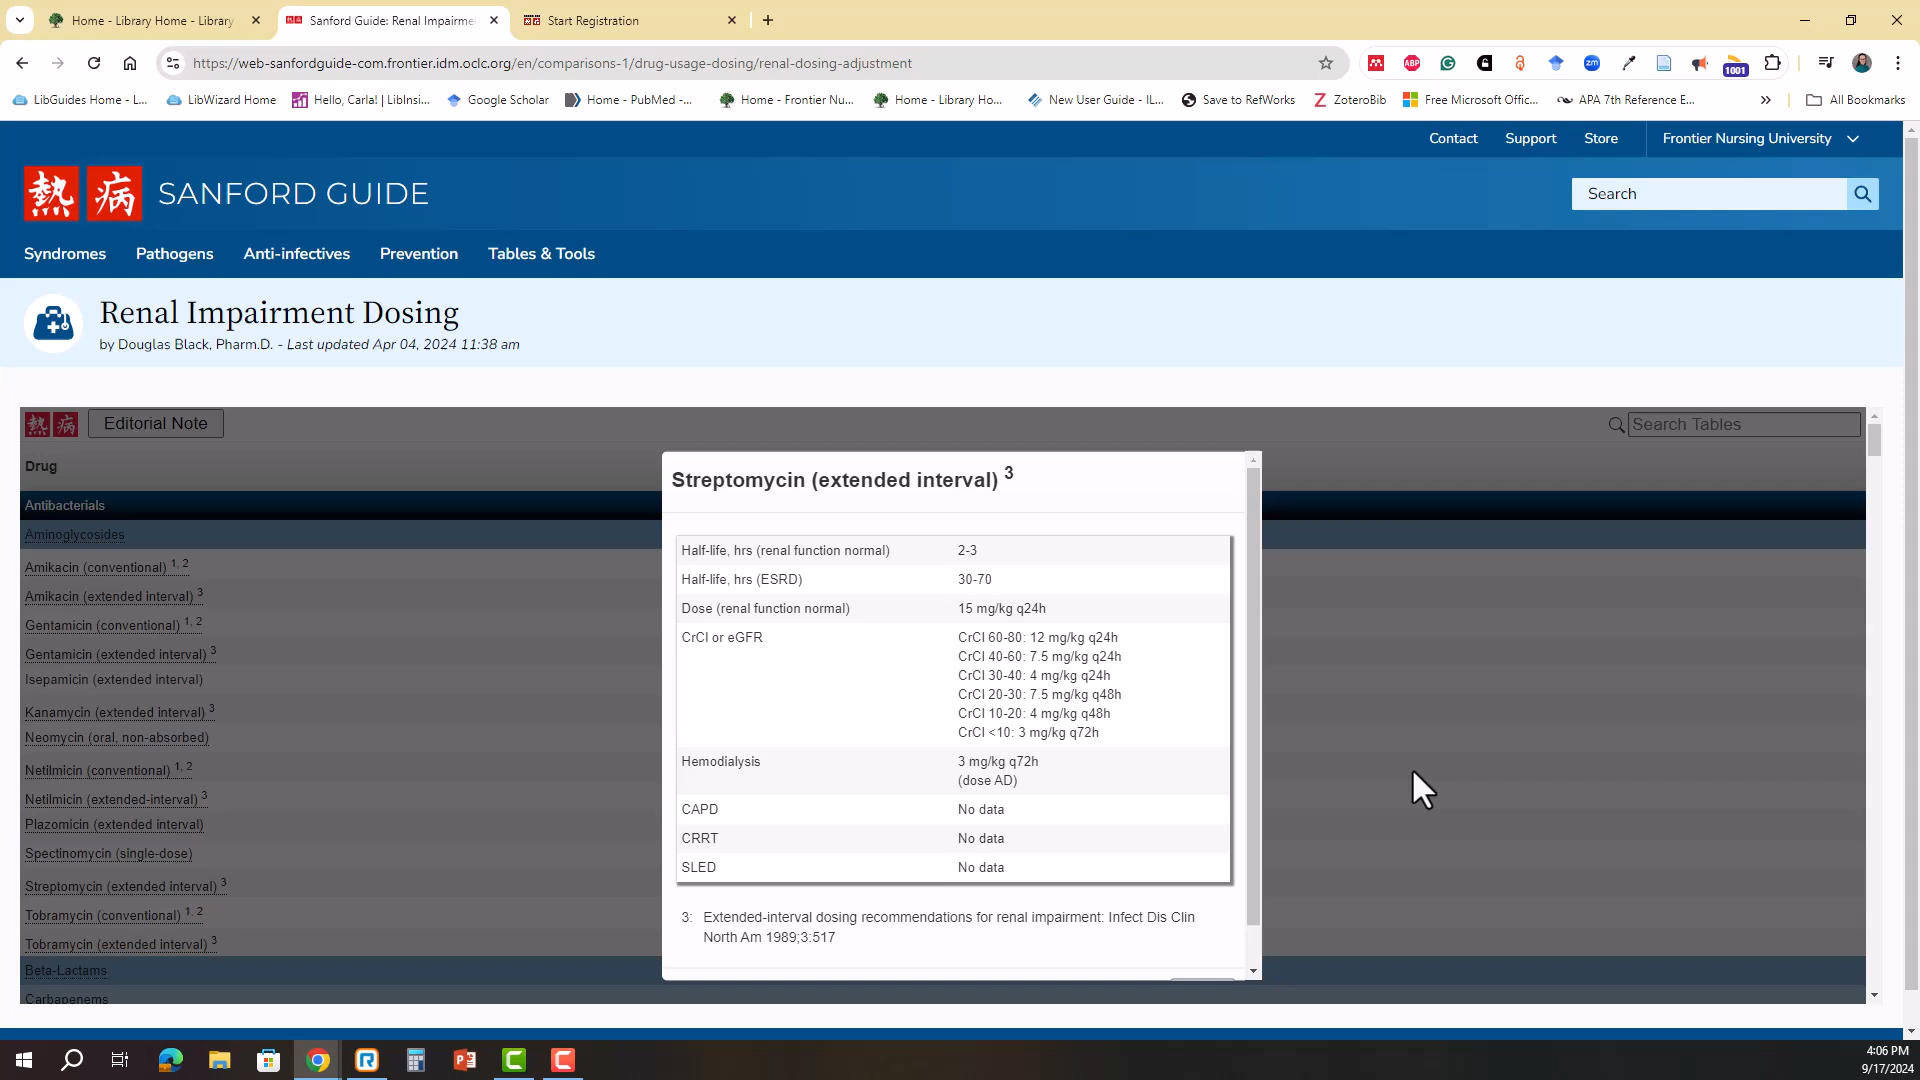 Home - Library Home - Library
Sanford Guide: Renal Impairme
Start Registration
https://web-sanfordguide-com.frontier.idm.oclc.org/en/comparisons-1/drug-usage-dosing/renal-dosing-adjustment
ABP
zm
1001
LibGuides Home - L...
LibWizard Home
Hello, Carla! | LibInsi...
Google Scholar
Home - PubMed -...
Home - Frontier Nu...
Home - Library Ho...
New User Guide - IL...
Save to RefWorks
ZoteroBib
Free Microsoft Offic...
APA 7th Reference E...
All Bookmarks
Contact
Support
Store
Frontier Nursing University
熱病 SANFORD GUIDE
Search
Syndromes
Pathogens
Anti-infectives
Prevention
Tables & Tools
Renal Impairment Dosing
by Douglas Black, Pharm.D. - Last updated Apr 04, 2024 11:38 am
熱病
Editorial Note
Search Tables
Drug
Antibacterials
Aminoglycosides
Amikacin (conventional) 1, 2
Amikacin (extended interval) 3
Gentamicin (conventional) 1, 2
Gentamicin (extended interval) 3
Isepamicin (extended interval)
Kanamycin (extended interval) 3
Neomycin (oral, non-absorbed)
Netilmicin (conventional) 1, 2
Netilmicin (extended-interval) 3
Plazomicin (extended interval)
Spectinomycin (single-dose)
Streptomycin (extended interval) 3
Tobramycin (conventional) 1, 2
Tobramycin (extended interval) 3
Beta-Lactams
Carbapenems
Streptomycin (extended interval) 3
Half-life, hrs (renal function normal) 2-3
Half-life, hrs (ESRD) 30-70
Dose (renal function normal) 15 mg/kg q24h
CrCl or eGFR CrCl 60-80: 12 mg/kg q24h
CrCl 40-60: 7.5 mg/kg q24h
CrCl 30-40: 4 mg/kg q24h
CrCl 20-30: 7.5 mg/kg q48h
CrCl 10-20: 4 mg/kg q48h
CrCl <10: 3 mg/kg q72h
Hemodialysis 3 mg/kg q72h
(dose AD)
CAPD No data
CRRT No data
SLED No data
3: Extended-interval dosing recommendations for renal impairment: Infect Dis Clin
North Am 1989;3:517
4:06 PM
9/17/2024